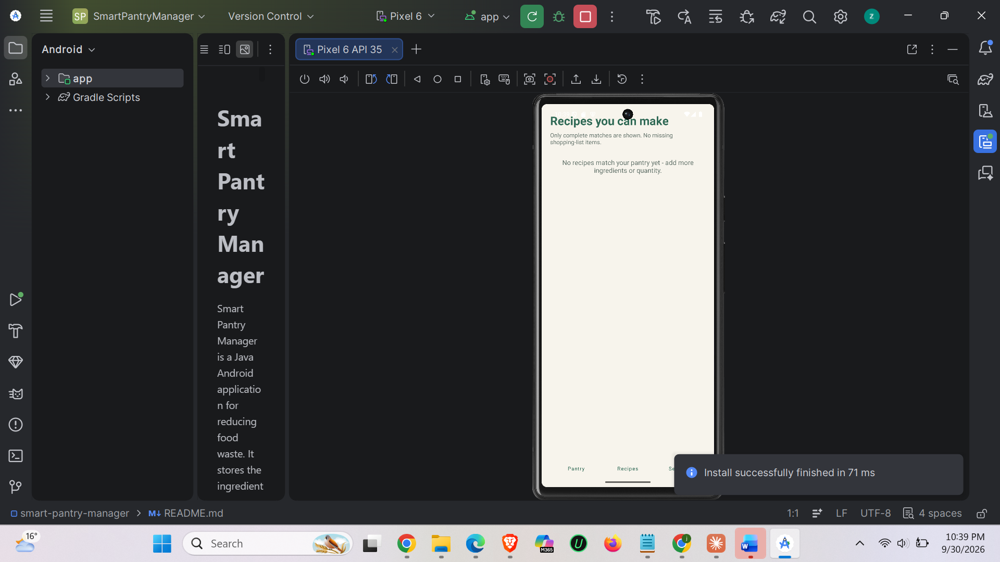 SP SmartPantryManager
Version Control
Pixel 6
app
Z
Android
app
Gradle Scripts
Sma
rt
Pant
ry
Man
ager
Smart
Pantry
Manager
is a Java
Android
applicatio
n for
reducing
food
waste. It
stores the
ingredient
Pixel 6 API 35
Recipes you can make
Only complete matches are shown. No missing
shopping-list items.
No recipes match your pantry yet - add more
ingredients or quantity.
Pantry
Recipes
Se
Install successfully finished in 71 ms
smart-pantry-manager > M↓ README.md
1:1
LF
UTF-8
4 spaces
16°
Search
M365
10:39 PM
9/30/2026